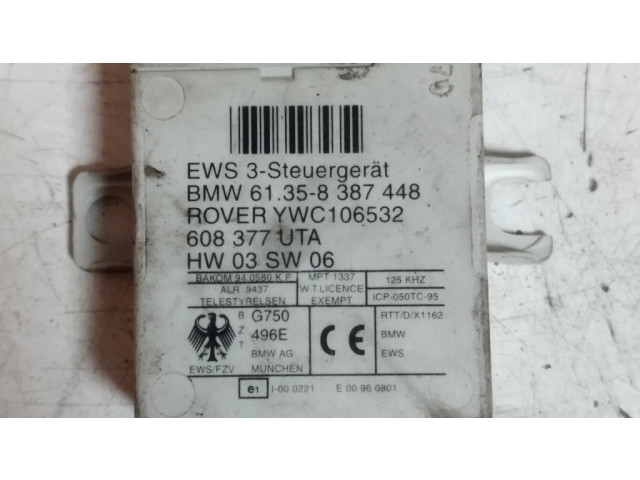 EWS 3-Steuergerät
BMW 61.35-8 387 448
ROVER YWC106532
608 377 UTA
HW 03 SW 06
BAKOM 94.0580 K P
ALR 9437
TELESTYRELSEN
MPT 1337
W.T.LICENCE
EXEMPT
125 KHZ
ICP-050TC-95
B Z T
G750
496E
BMW AG
EWS/FZV MÜNCHEN
CE
RTT/D/X1162
BMW
EWS
e1 I-00 0221 E 00 96 0801